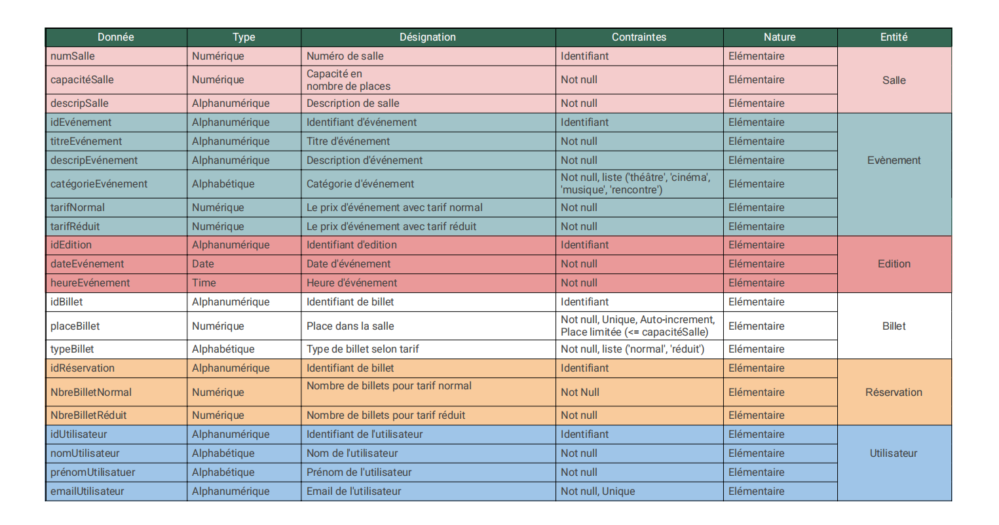 Donnée Type Désignation Contraintes Nature Entité
numSalle Numérique Numéro de salle Identifiant Elémentaire
capacitéSalle Numérique Capacité en
nombre de places Not null Elémentaire Salle
descripSalle Alphanumérique Description de salle Not null Elémentaire
idEvénement Alphanumérique Identifiant d'événement Identifiant Elémentaire
titreEvénement Alphanumérique Titre d'événement Not null Elémentaire
descripEvénement Alphanumérique Description d'événement Not null Elémentaire Evènement
catégorieEvénement Alphabétique Catégorie d'événement Not null, liste ('théâtre', 'cinéma',
'musique', 'rencontre') Elémentaire
tarifNormal Numérique Le prix d'événement avec tarif normal Not null Elémentaire
tarifRéduit Numérique Le prix d'événement avec tarif réduit Not null Elémentaire
idEdition Alphanumérique Identifiant d'edition Identifiant Elémentaire
dateEvénement Date Date d'événement Not null Elémentaire Edition
heureEvénement Time Heure d'événement Not null Elémentaire
idBillet Alphanumérique Identifiant de billet Identifiant Elémentaire
placeBillet Numérique Place dans la salle Not null, Unique, Auto-increment,
Place limitée (<= capacitéSalle) Elémentaire Billet
typeBillet Alphabétique Type de billet selon tarif Not null, liste ('normal', 'réduit') Elémentaire
idRéservation Alphanumérique Identifiant de billet Identifiant Elémentaire
NbreBilletNormal Numérique Nombre de billets pour tarif normal Not Null Elémentaire Réservation
NbreBilletRéduit Numérique Nombre de billets pour tarif réduit Not null Elémentaire
idUtilisateur Alphanumérique Identifiant de l'utilisateur Identifiant Elémentaire
nomUtilisateur Alphabétique Nom de l'utilisateur Not null Elémentaire Utilisateur
prénomUtilisatuer Alphabétique Prénom de l'utilisateur Not null Elémentaire
emailUtilisateur Alphanumérique Email de l'utilisateur Not null, Unique Elémentaire